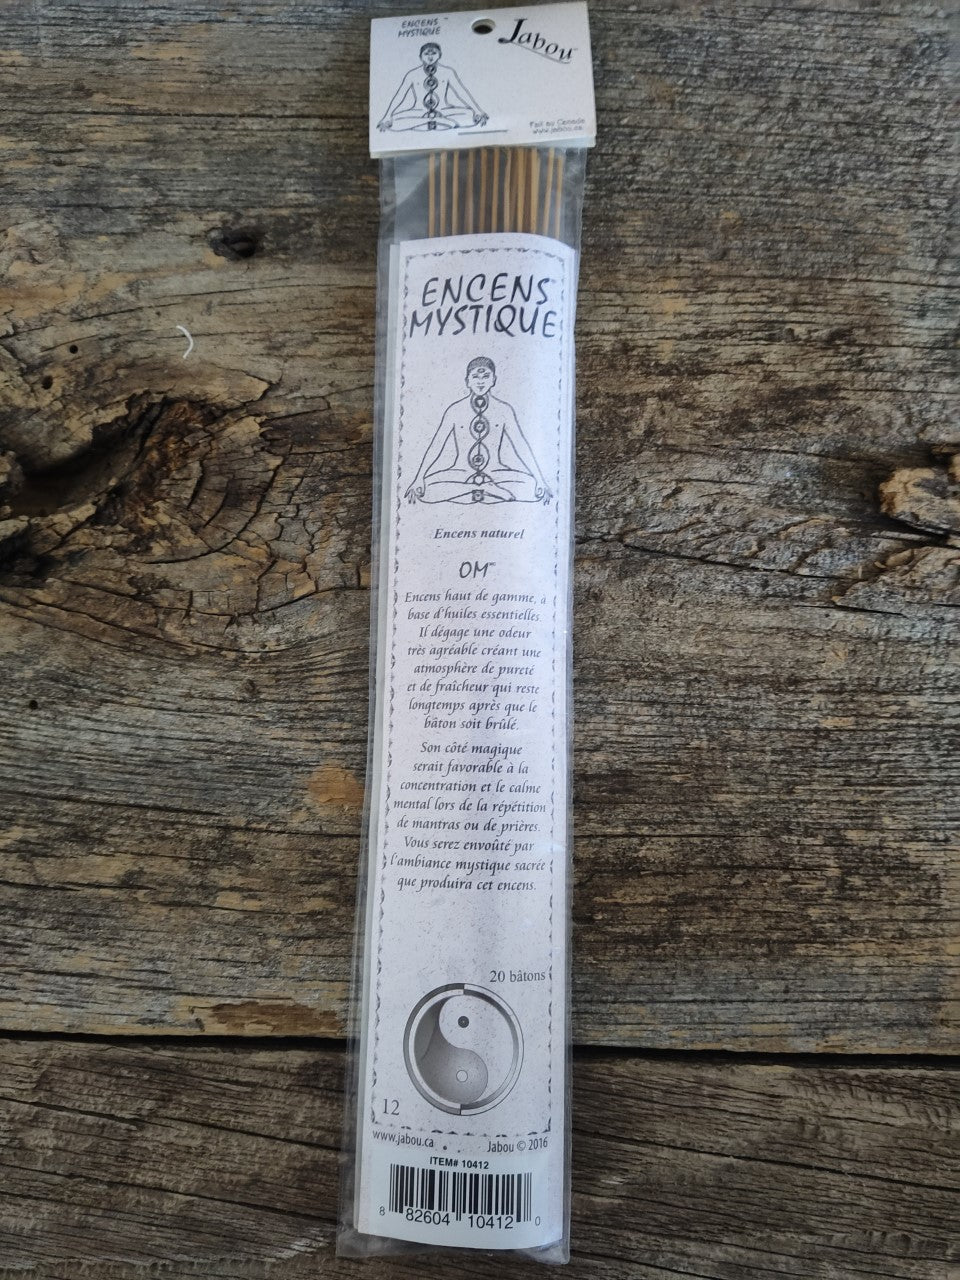 ENCENS™
MYSTIQUE
Jabou™
Fait au Canada
www.jabou.ca
ENCENS™
MYSTIQUE
Encens naturel
OM™
Encens haut de gamme, à
base d'huiles essentielles.
Il dégage une odeur
très agréable créant une
atmosphère de pureté
et de fraîcheur qui reste
longtemps après que le
bâton soit brûlé.
Son côté magique
serait favorable à la
concentration et le calme
mental lors de la répétition
de mantras ou de prières.
Vous serez envoûté par
l'ambiance mystique sacrée
que produira cet encens.
20 bâtons
12
www.jabou.ca
Jabou © 2016
ITEM# 10412
8 82604 10412 0